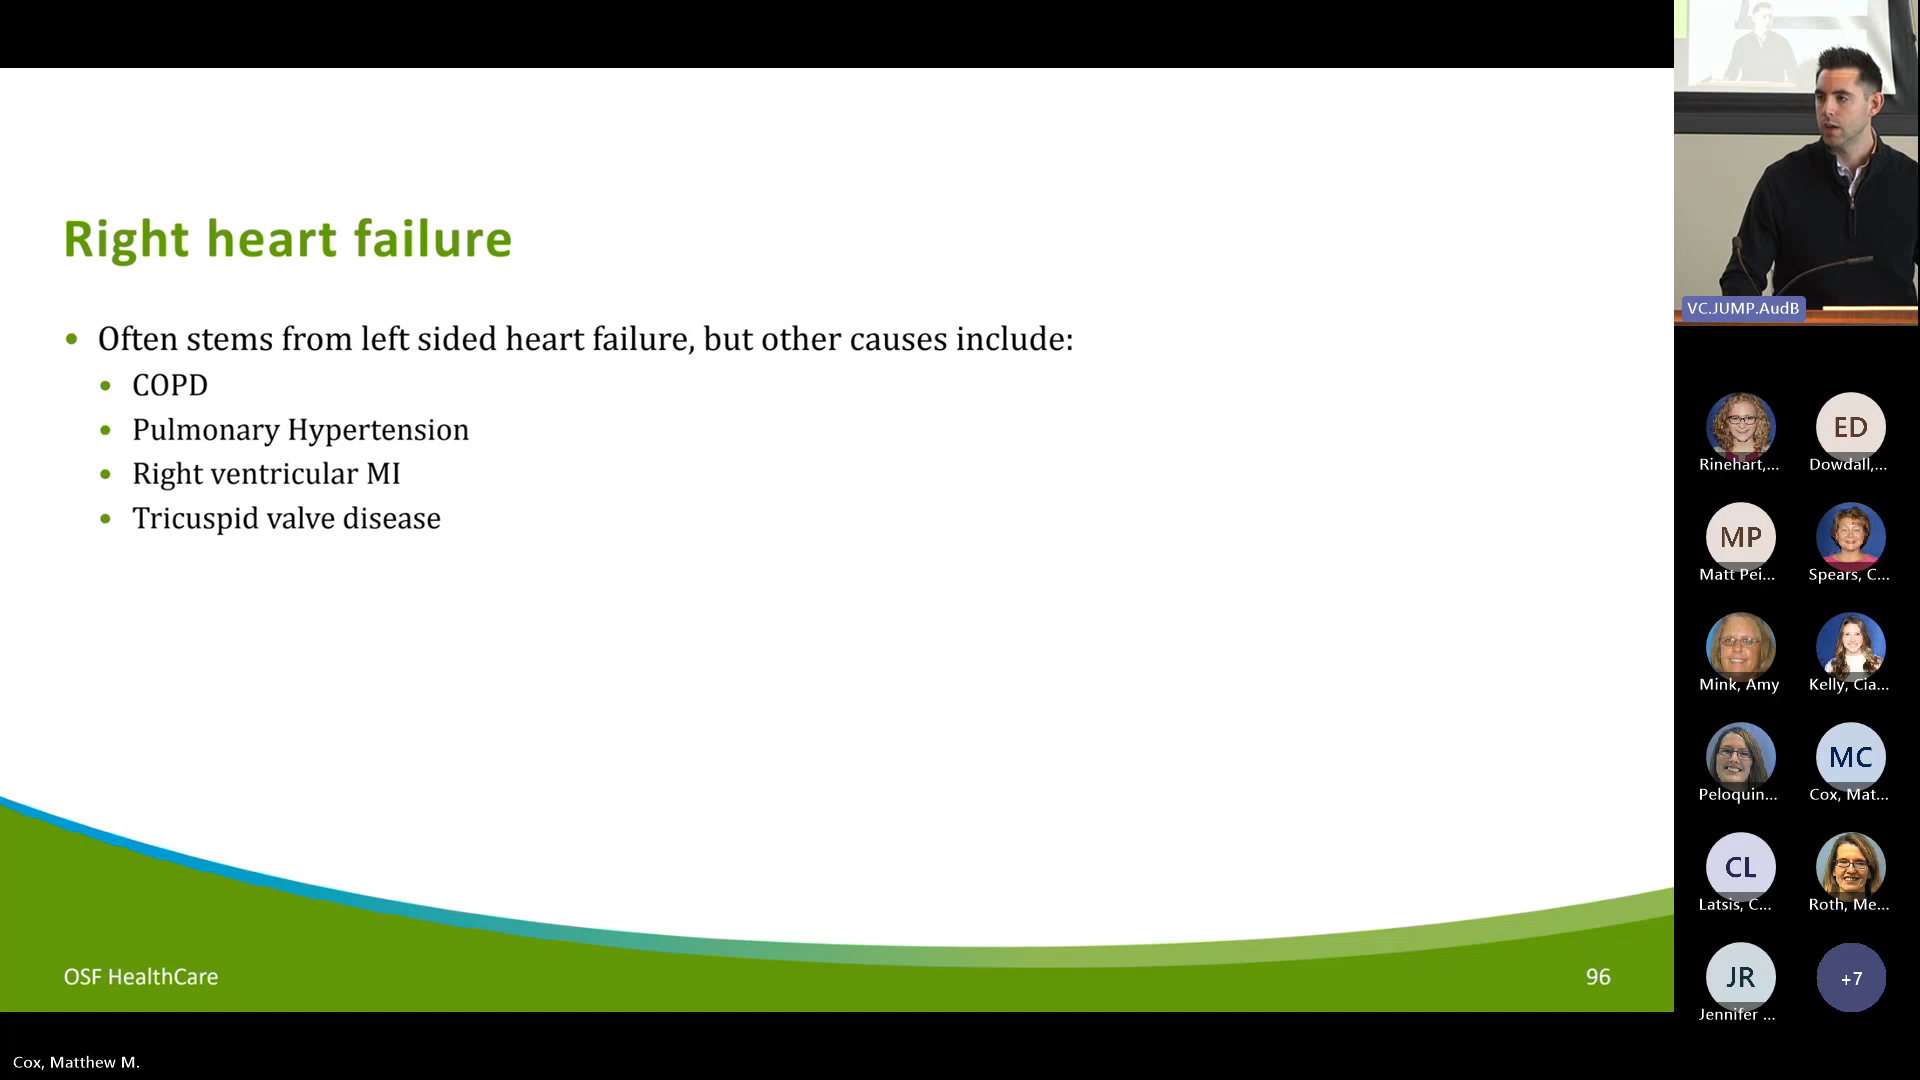 Right heart failure
• Often stems from left sided heart failure, but other causes include:
• COPD
• Pulmonary Hypertension
• Right ventricular MI
• Tricuspid valve disease
OSF HealthCare
96
Cox, Matthew M.
VC.JUMP.AudB
Rinehart,...
ED
Dowdall,...
MP
Matt Pei...
Spears, C...
Mink, Amy
Kelly, Cia...
Peloquin...
MC
Cox, Mat...
CL
Latsis, C...
Roth, Me...
JR
Jennifer ...
+7